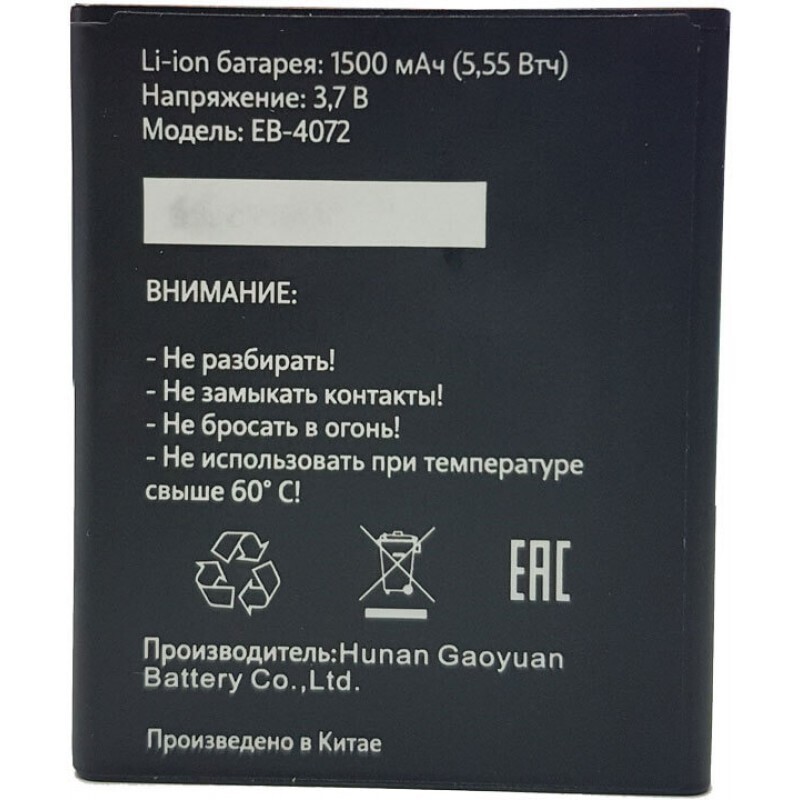 Li-ion батарея: 1500 мАч (5,55 Втч)
Напряжение: 3,7 В
Модель: EB-4072
ВНИМАНИЕ:
- Не разбирать!
- Не замыкать контакты!
- Не бросать в огонь!
- Не использовать при температуре
свыше 60° С!
EAC
Производитель:Hunan Gaoyuan
Battery Co.,Ltd.
Произведено в Китае